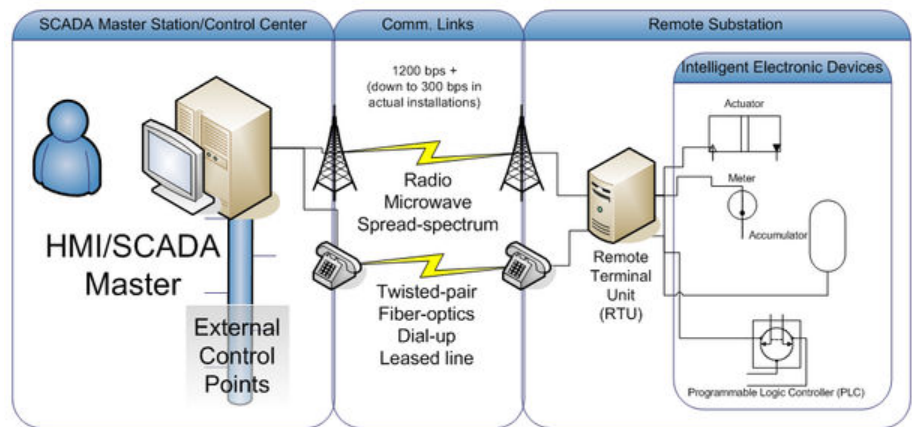 SCADA Master Station/Control Center
Comm. Links
Remote Substation
1200 bps +
(down to 300 bps in
actual installations)
Intelligent Electronic Devices
Actuator
Meter
Accumulator
Radio
Microwave
Spread-spectrum
HMI/SCADA
Master
Remote
Terminal
Unit
(RTU)
Twisted-pair
Fiber-optics
Dial-up
Leased line
External
Control
Points
Programmable Logic Controller (PLC)